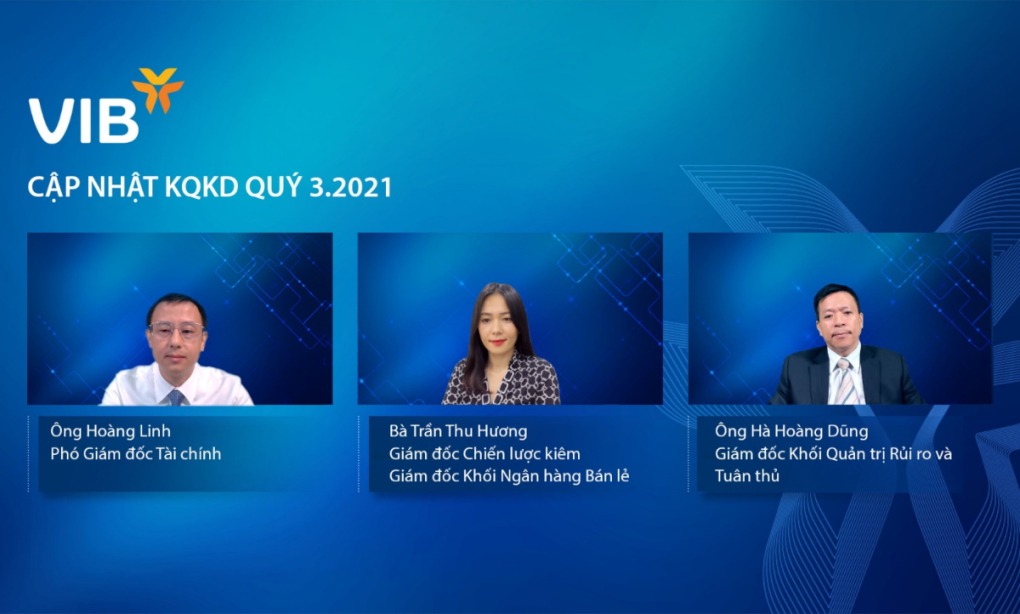 VIB
CẬP NHẬT KQKD QUÝ 3.2021
Ông Hoàng Linh
Phó Giám đốc Tài chính
Bà Trần Thu Hương
Giám đốc Chiến lược kiêm
Giám đốc Khối Ngân hàng Bán lẻ
Ông Hà Hoàng Dũng
Giám đốc Khối Quản trị Rủi ro và
Tuân thủ